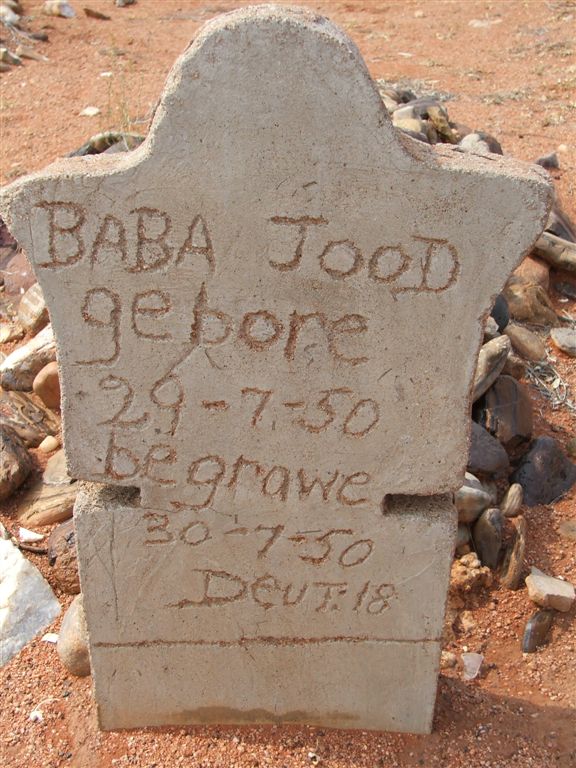 BABA JOOD
gebore
29-7-50
begrawe
30-7-50
Deut. 18